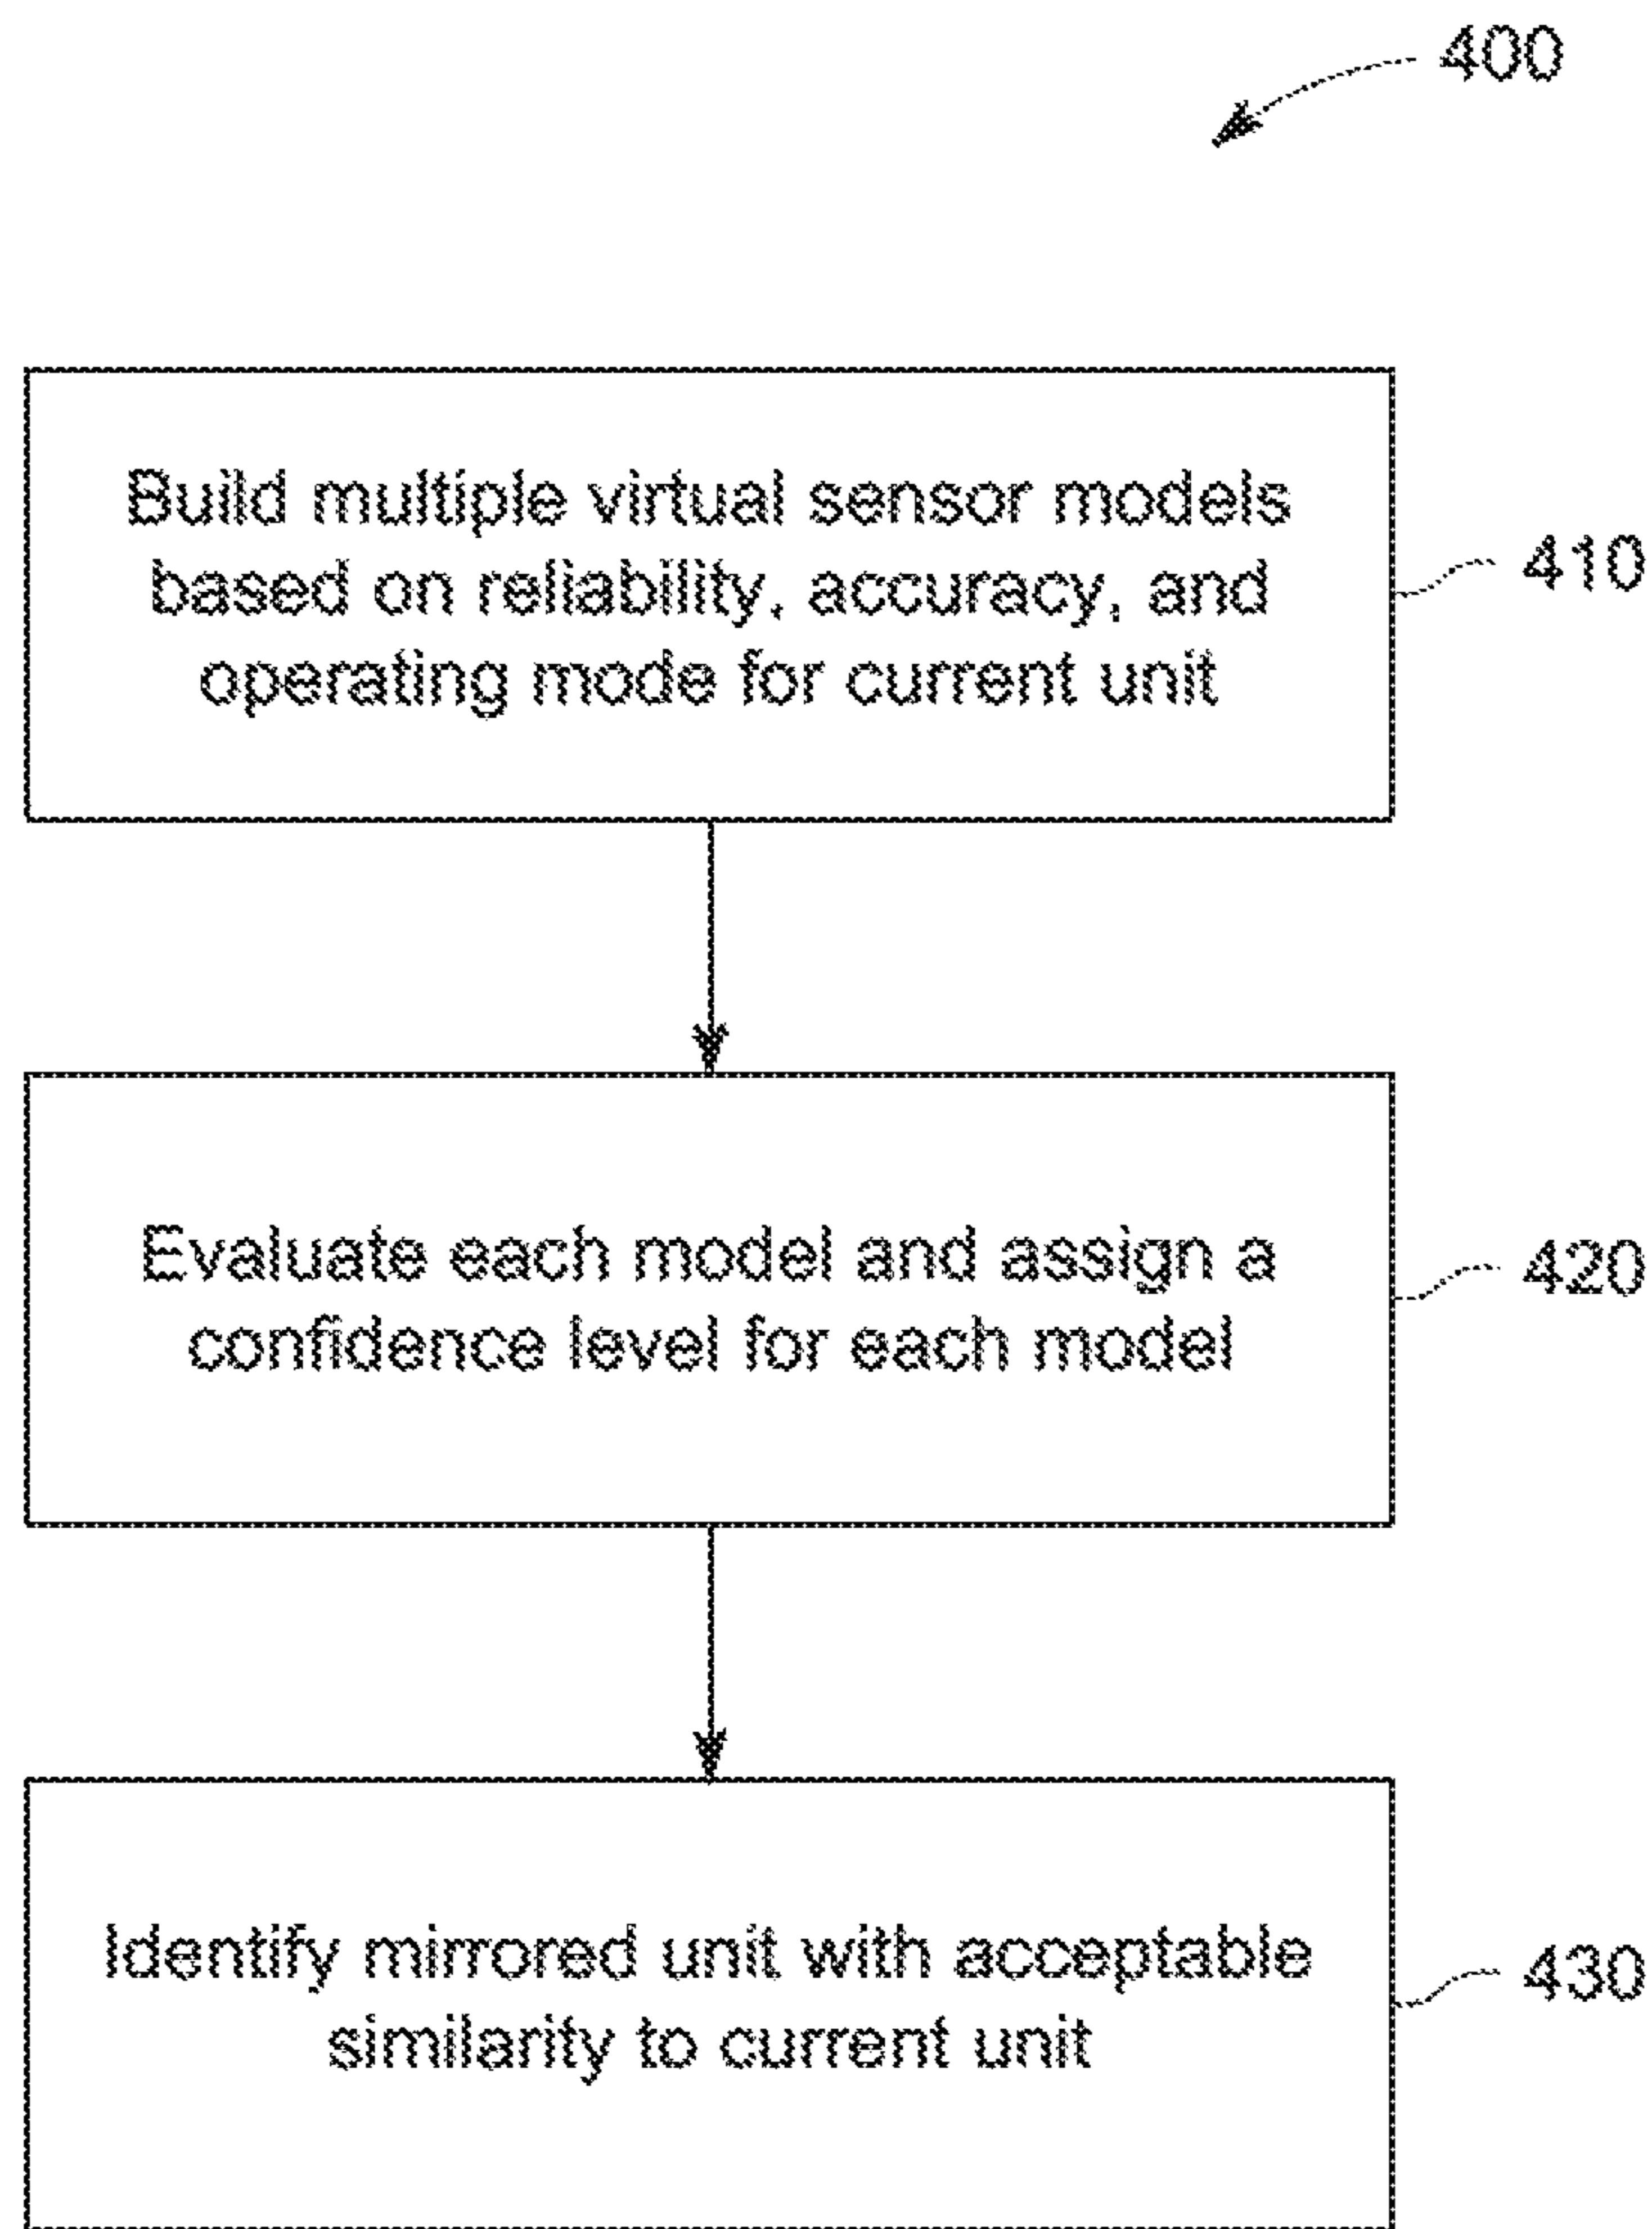 400
Build multiple virtual sensor models
based on reliability, accuracy, and
operating mode for current unit
410
Evaluate each model and assign a
confidence level for each model
420
Identify mirrored unit with acceptable
similarity to current unit
430